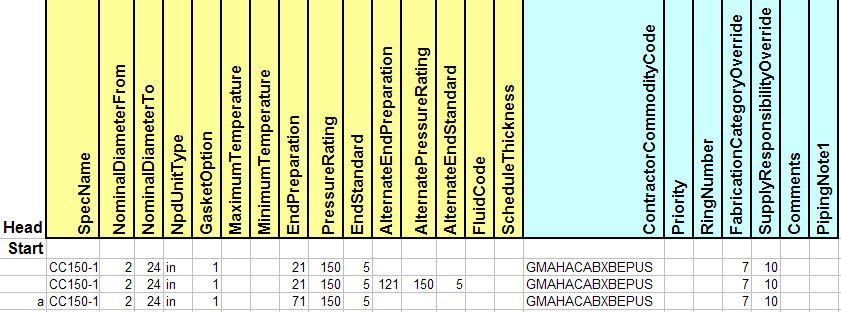 Head SpecName NominalDiameterFrom NominalDiameterTo NpdUnitType GasketOption MaximumTemperature MinimumTemperature EndPreparation PressureRating EndStandard AlternateEndPreparation AlternatePressureRating AlternateEndStandard FluidCode ScheduleThickness ContractorCommodityCode Priority RingNumber FabricationCategoryOverride SupplyResponsibilityOverride Comments PipingNote1
Start
CC150-1 2 24 in 1 21 150 5 GMAHACABXBEPUS 7 10
CC150-1 2 24 in 1 21 150 5 121 150 5 GMAHACABXBEPUS 7 10
a CC150-1 2 24 in 1 71 150 5 GMAHACABXBEPUS 7 10